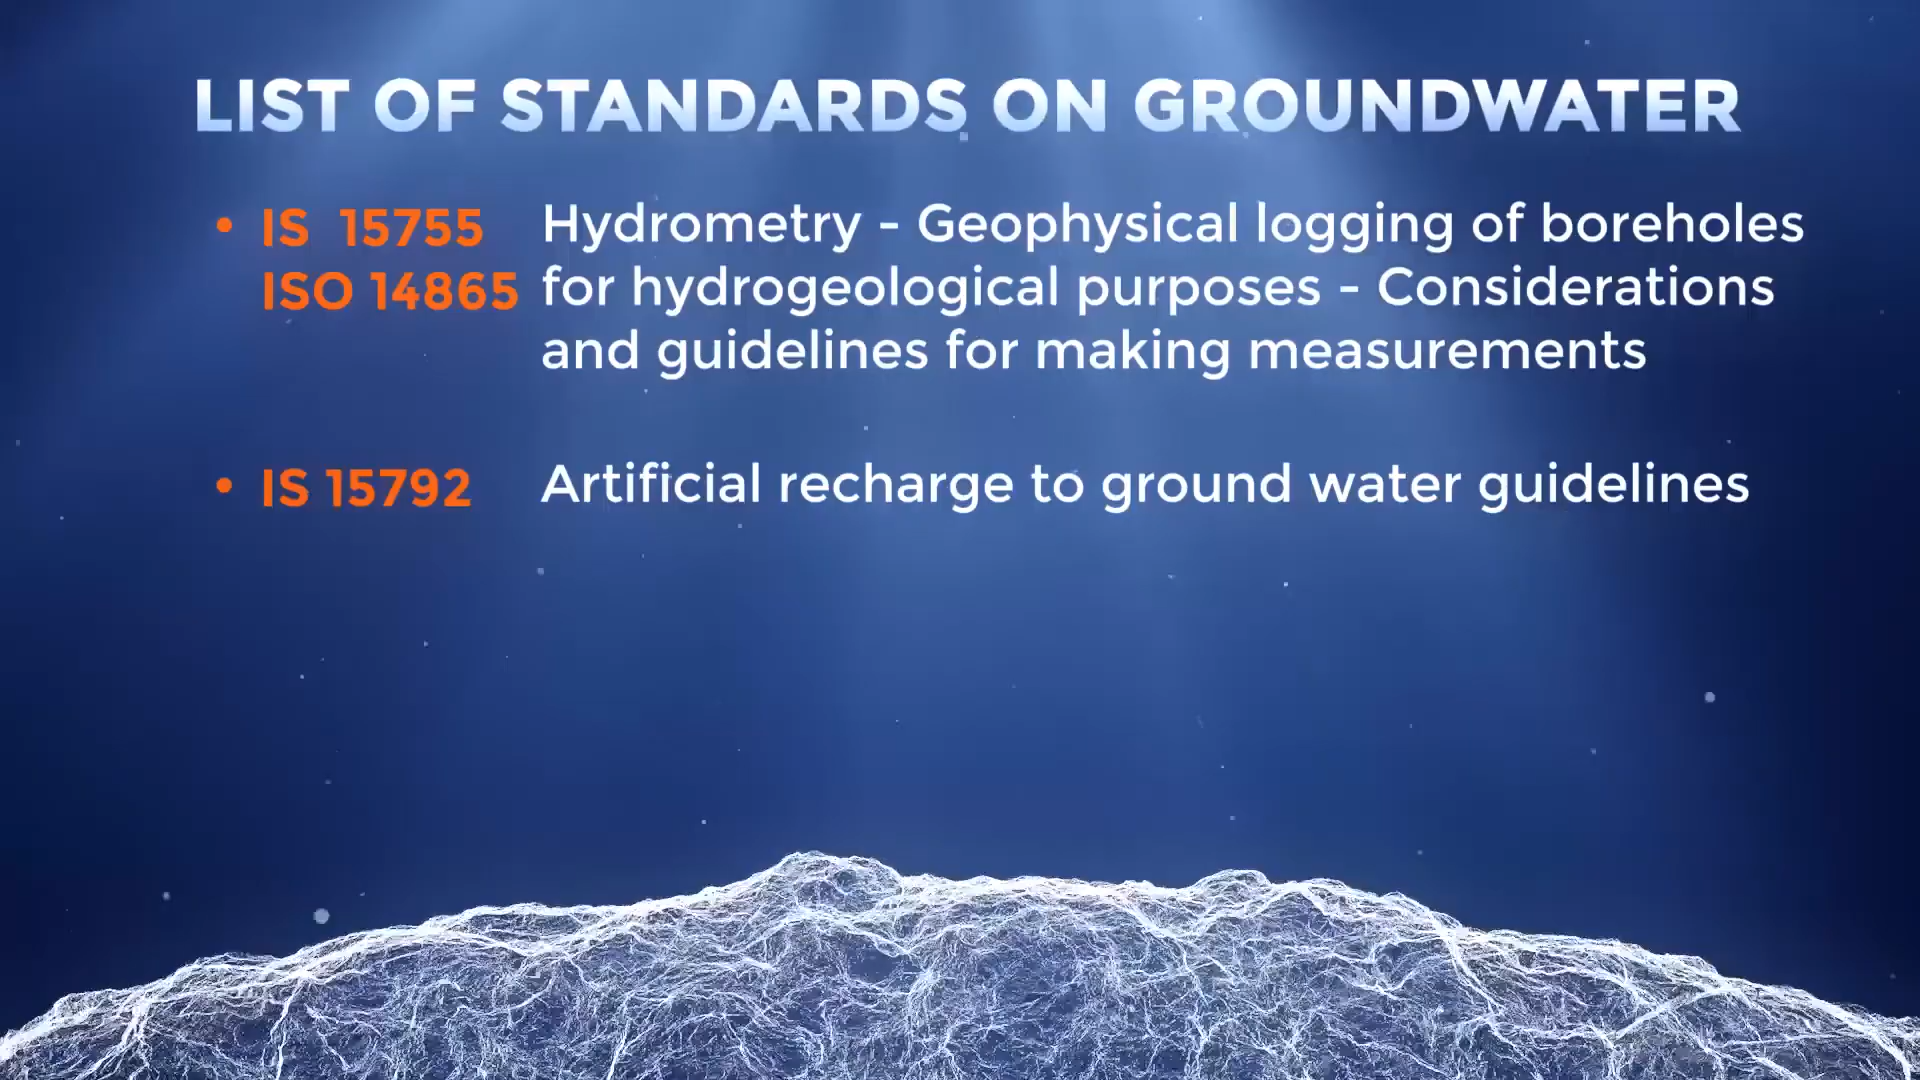 LIST OF STANDARDS ON GROUNDWATER
• IS 15755 Hydrometry - Geophysical logging of boreholes
ISO 14865 for hydrogeological purposes - Considerations
and guidelines for making measurements
• IS 15792 Artificial recharge to ground water guidelines